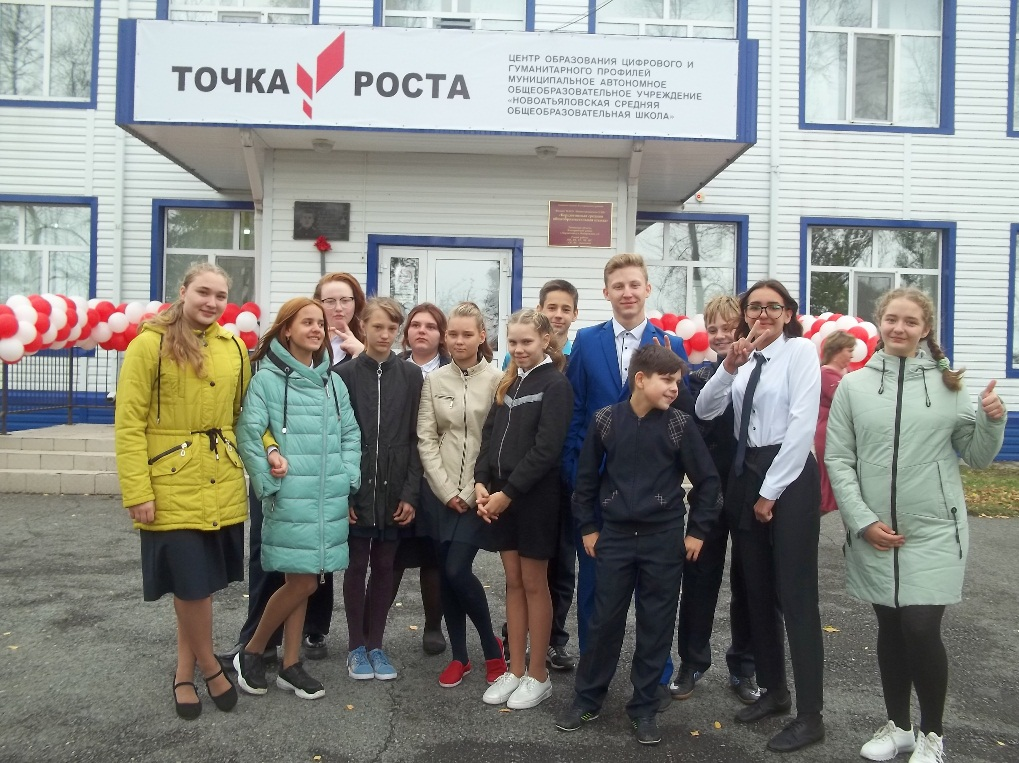 ТОЧКА РОСТА
ЦЕНТР ОБРАЗОВАНИЯ ЦИФРОВОГО И
ГУМАНИТАРНОГО ПРОФИЛЕЙ
МУНИЦИПАЛЬНОЕ АВТОНОМНОЕ
ОБЩЕОБРАЗОВАТЕЛЬНОЕ УЧРЕЖДЕНИЕ
«НОВОАТЬЯЛОВСКАЯ СРЕДНЯЯ
ОБЩЕОБРАЗОВАТЕЛЬНАЯ ШКОЛА»